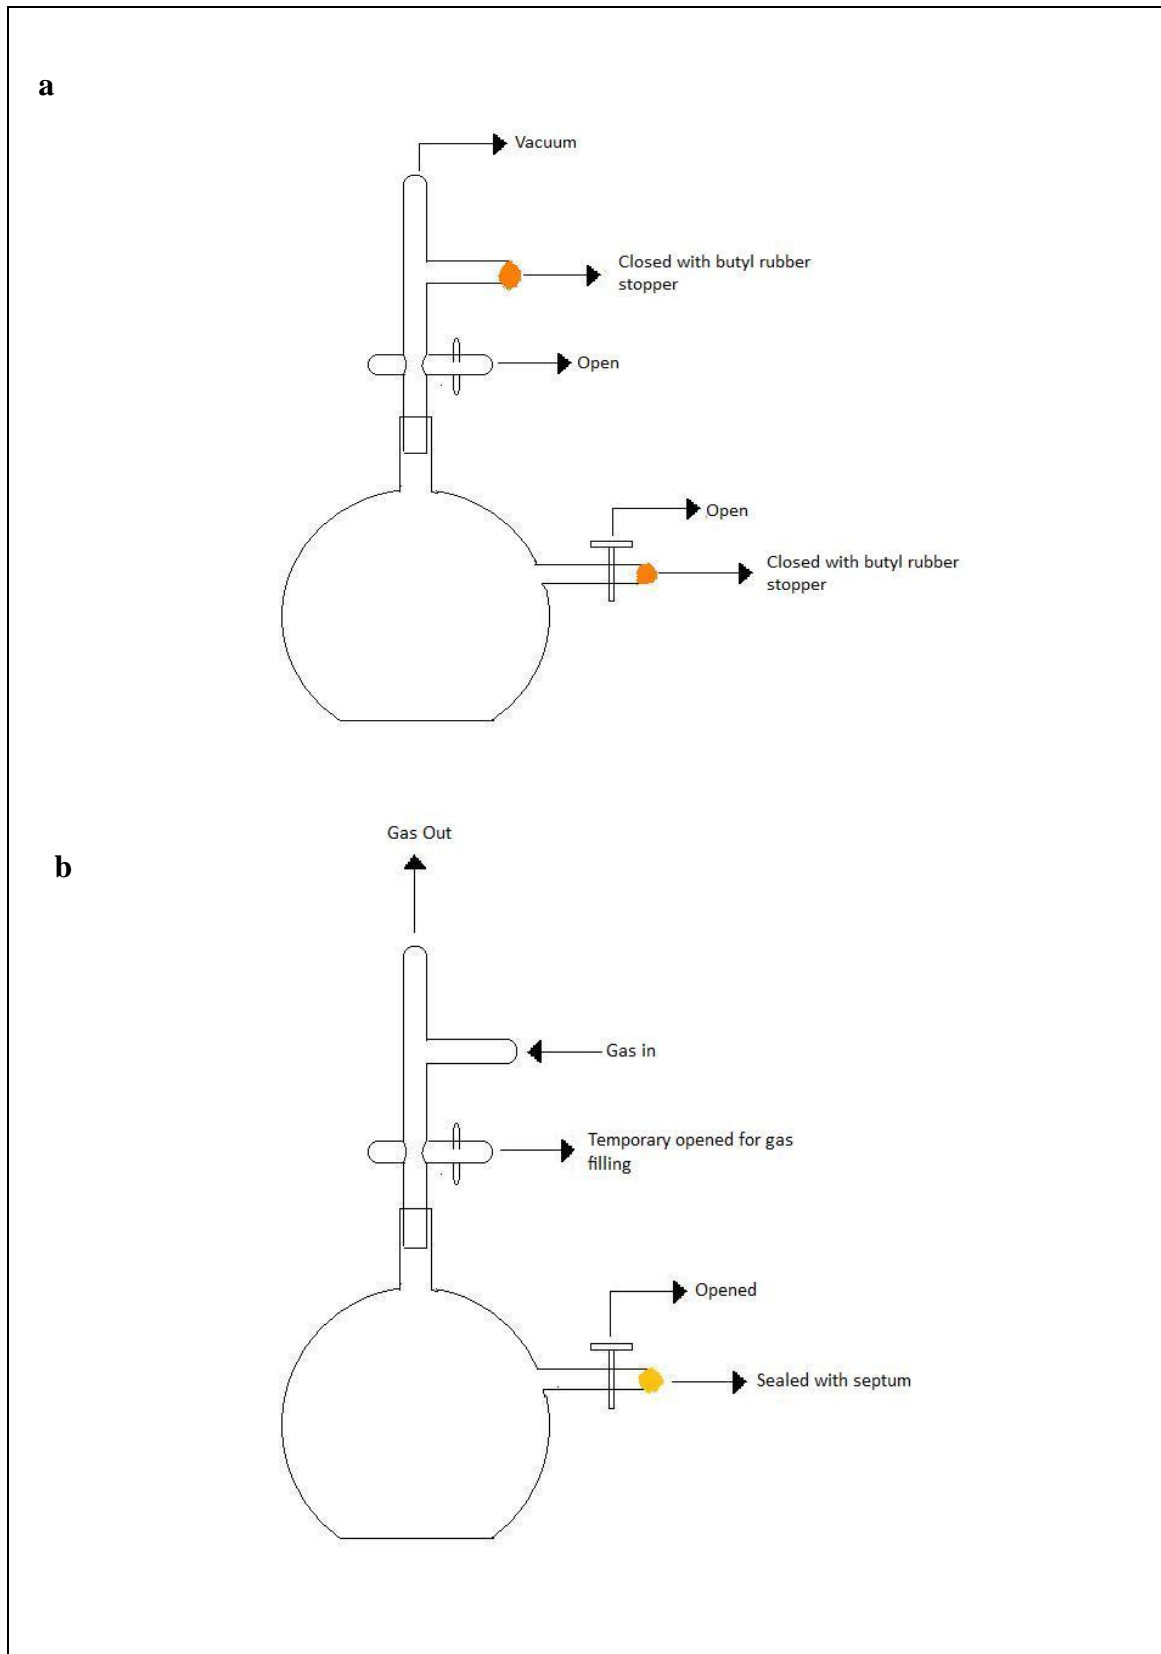 a
Vacuum
Closed with butyl rubber
stopper
Open
Open
Closed with butyl rubber
stopper
Gas Out
b
Gas in
Temporary opened for gas
filling
Opened
Sealed with septum